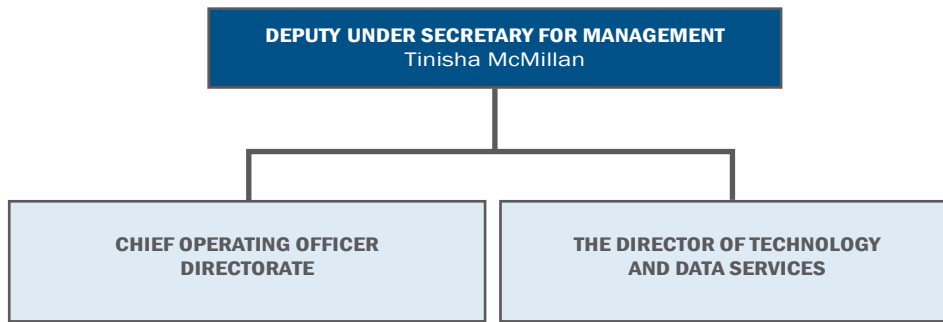 DEPUTY UNDER SECRETARY FOR MANAGEMENT
Tinisha McMillan
CHIEF OPERATING OFFICER
DIRECTORATE
THE DIRECTOR OF TECHNOLOGY
AND DATA SERVICES